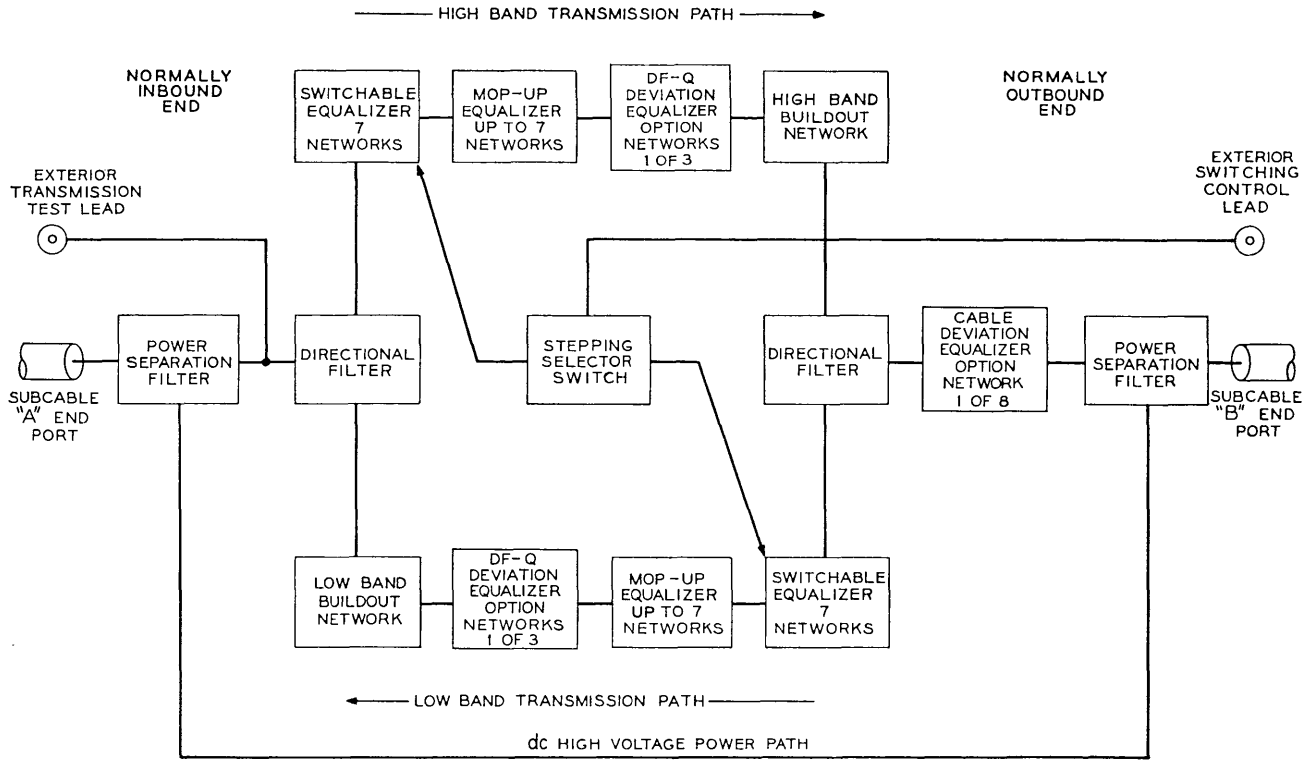 HIGH BAND TRANSMISSION PATH
NORMALLY
INBOUND
END
SWITCHABLE
EQUALIZER
7
NETWORKS
MOP-UP
EQUALIZER
UP TO 7
NETWORKS
DF-Q
DEVIATION
EQUALIZER
OPTION
NETWORKS
1 OF 3
HIGH BAND
BUILDOUT
NETWORK
NORMALLY
OUTBOUND
END
EXTERIOR
TRANSMISSION
TEST LEAD
EXTERIOR
SWITCHING
CONTROL
LEAD
SUBCABLE
"A" END
PORT
POWER
SEPARATION
FILTER
DIRECTIONAL
FILTER
STEPPING
SELECTOR
SWITCH
DIRECTIONAL
FILTER
CABLE
DEVIATION
EQUALIZER
OPTION
NETWORK
1 OF 8
POWER
SEPARATION
FILTER
SUBCABLE
"B" END
PORT
LOW BAND
BUILDOUT
NETWORK
DF-Q
DEVIATION
EQUALIZER
OPTION
NETWORKS
1 OF 3
MOP-UP
EQUALIZER
UP TO 7
NETWORKS
SWITCHABLE
EQUALIZER
7
NETWORKS
LOW BAND TRANSMISSION PATH
dc HIGH VOLTAGE POWER PATH